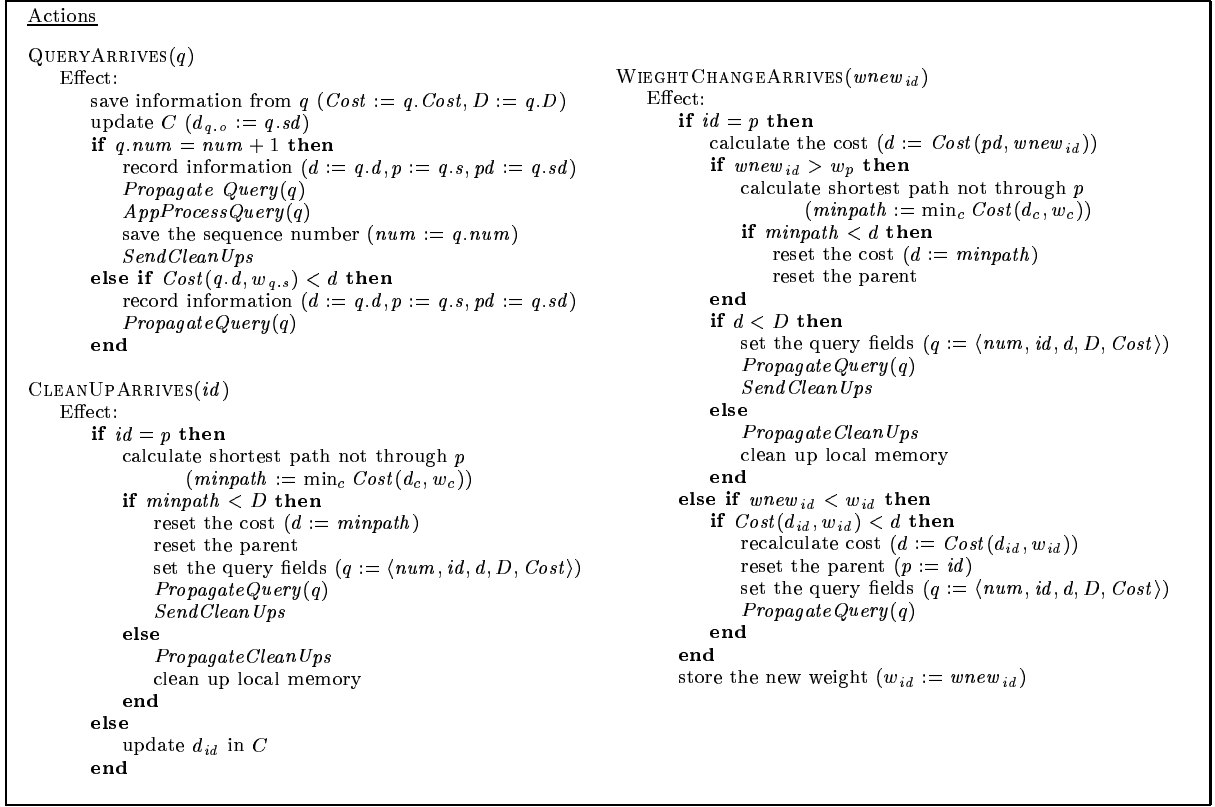 Actions
QUERYARRIVES(q)
Effect:
save information from q (Cost := q.Cost, D := q.D)
update C (d_{q.o} := q.sd)
if q.num = num + 1 then
record information (d := q.d, p := q.s, pd := q.sd)
Propagate Query(q)
AppProcessQuery(q)
save the sequence number (num := q.num)
SendCleanUps
else if Cost(q.d, w_{q.s}) < d then
record information (d := q.d, p := q.s, pd := q.sd)
PropagateQuery(q)
end
CLEANUPARRIVES(id)
Effect:
if id = p then
calculate shortest path not through p
(minpath := min_c Cost(d_c, w_c))
if minpath < D then
reset the cost (d := minpath)
reset the parent
set the query fields (q := ⟨num, id, d, D, Cost⟩)
PropagateQuery(q)
SendCleanUps
else
PropagateCleanUps
clean up local memory
end
else
update d_{id} in C
end
WIEGHTCHANGEARRIVES(wnew_{id})
Effect:
if id = p then
calculate the cost (d := Cost(pd, wnew_{id}))
if wnew_{id} > w_p then
calculate shortest path not through p
(minpath := min_c Cost(d_c, w_c))
if minpath < d then
reset the cost (d := minpath)
reset the parent
end
if d < D then
set the query fields (q := ⟨num, id, d, D, Cost⟩)
PropagateQuery(q)
SendCleanUps
else
PropagateCleanUps
clean up local memory
end
else if wnew_{id} < w_{id} then
if Cost(d_{id}, w_{id}) < d then
recalculate cost (d := Cost(d_{id}, w_{id}))
reset the parent (p := id)
set the query fields (q := ⟨num, id, d, D, Cost⟩)
PropagateQuery(q)
end
end
store the new weight (w_{id} := wnew_{id})